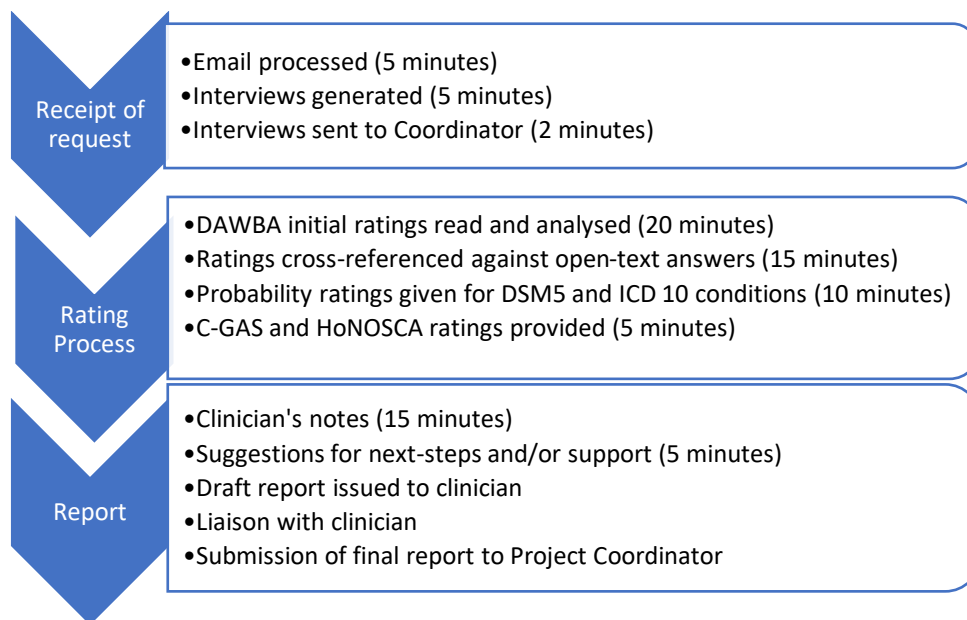 Receipt of
request
•Email processed (5 minutes)
•Interviews generated (5 minutes)
•Interviews sent to Coordinator (2 minutes)
Rating
Process
•DAWBA initial ratings read and analysed (20 minutes)
•Ratings cross-referenced against open-text answers (15 minutes)
•Probability ratings given for DSM5 and ICD 10 conditions (10 minutes)
•C-GAS and HoNOSCA ratings provided (5 minutes)
Report
•Clinician's notes (15 minutes)
•Suggestions for next-steps and/or support (5 minutes)
•Draft report issued to clinician
•Liaison with clinician
•Submission of final report to Project Coordinator